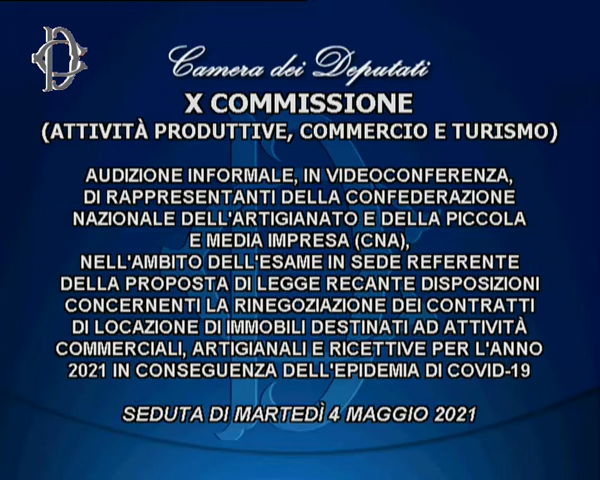 Camera dei Deputati
X COMMISSIONE
(ATTIVITÀ PRODUTTIVE, COMMERCIO E TURISMO)
AUDIZIONE INFORMALE, IN VIDEOCONFERENZA,
DI RAPPRESENTANTI DELLA CONFEDERAZIONE
NAZIONALE DELL'ARTIGIANATO E DELLA PICCOLA
E MEDIA IMPRESA (CNA),
NELL'AMBITO DELL'ESAME IN SEDE REFERENTE
DELLA PROPOSTA DI LEGGE RECANTE DISPOSIZIONI
CONCERNENTI LA RINEGOZIAZIONE DEI CONTRATTI
DI LOCAZIONE DI IMMOBILI DESTINATI AD ATTIVITÀ
COMMERCIALI, ARTIGIANALI E RICETTIVE PER L'ANNO
2021 IN CONSEGUENZA DELL'EPIDEMIA DI COVID-19
SEDUTA DI MARTEDÌ 4 MAGGIO 2021